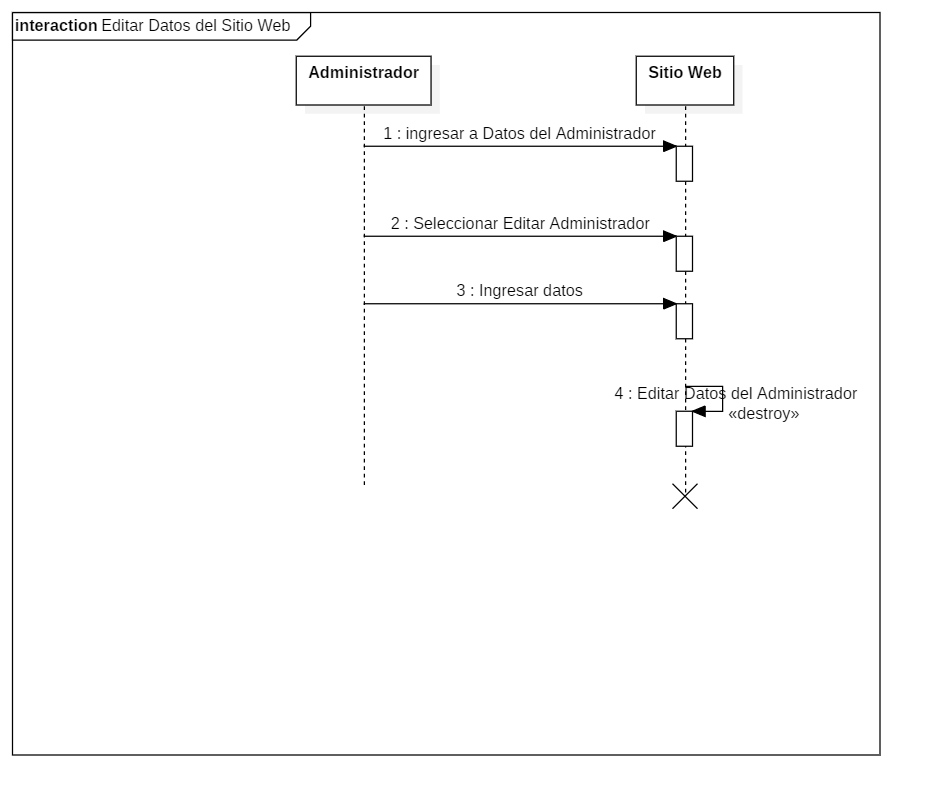 interaction Editar Datos del Sitio Web
Administrador
Sitio Web
1 : ingresar a Datos del Administrador
2 : Seleccionar Editar Administrador
3 : Ingresar datos
4 : Editar Datos del Administrador
«destroy»